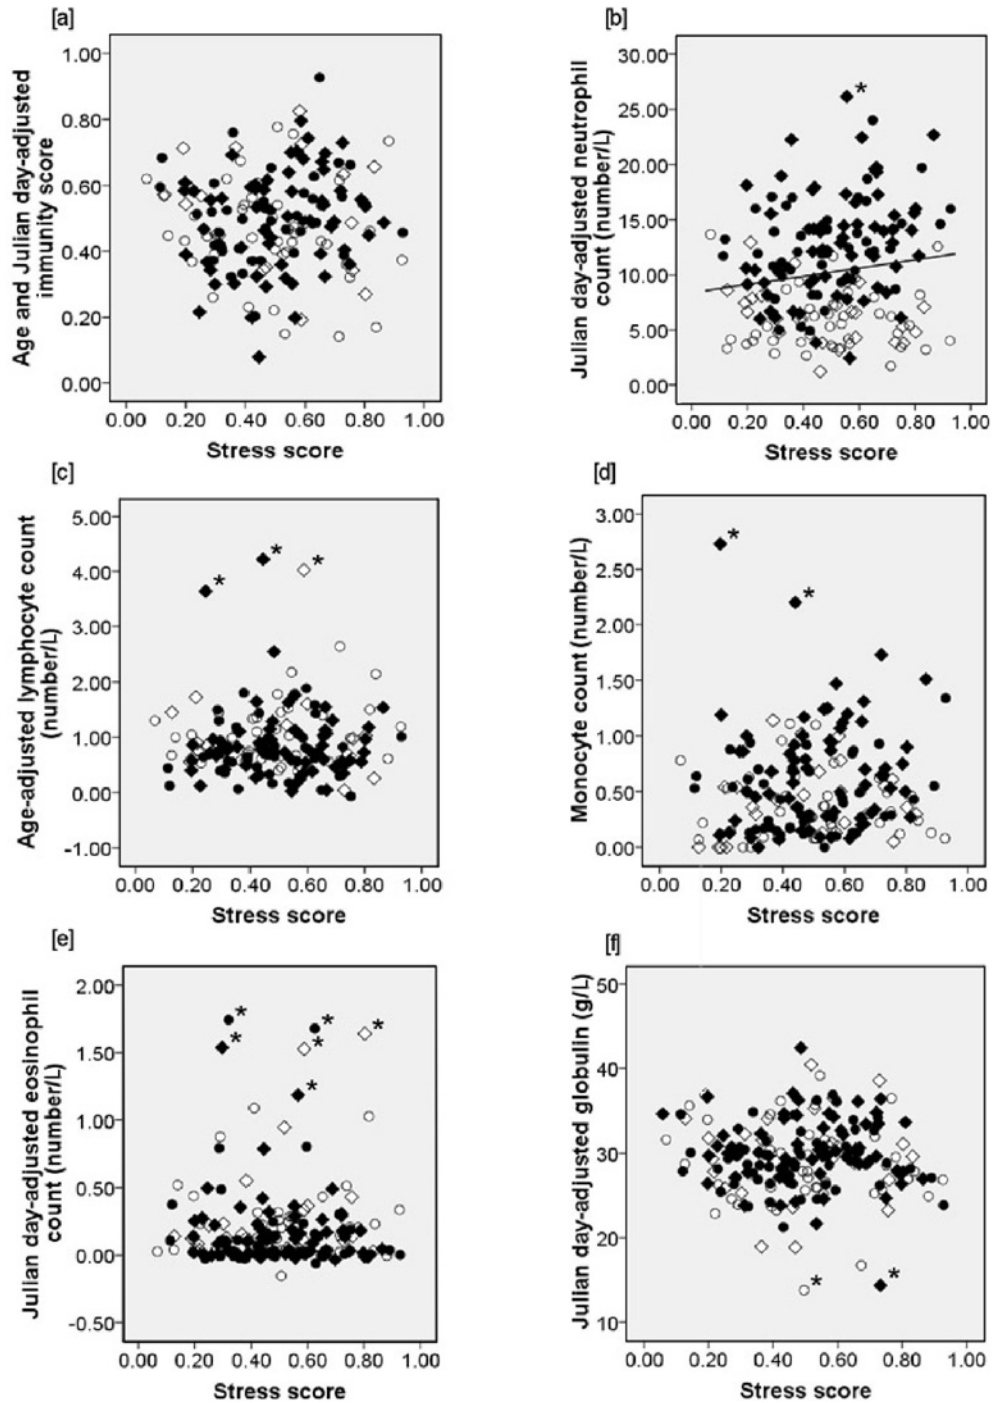 [a]
Age and Julian day-adjusted
immunity score
1.00
0.80
0.60
0.40
0.20
0.00
0.00 0.20 0.40 0.60 0.80 1.00
Stress score
[b]
Julian day-adjusted neutrophil
count (number/L)
30.00
25.00
20.00
15.00
10.00
5.00
0.00
*
0.00 0.20 0.40 0.60 0.80 1.00
Stress score
[c]
Age-adjusted lymphocyte count
(number/L)
5.00
4.00
3.00
2.00
1.00
0.00
-1.00
* * *
0.00 0.20 0.40 0.60 0.80 1.00
Stress score
[d]
Monocyte count (number/L)
3.00
2.50
2.00
1.50
1.00
0.50
0.00
*
*
0.00 0.20 0.40 0.60 0.80 1.00
Stress score
[e]
Julian day-adjusted eosinophil
count (number/L)
2.00
1.50
1.00
0.50
0.00
-0.50
* * *
* *
*
0.00 0.20 0.40 0.60 0.80 1.00
Stress score
[f]
Julian day-adjusted globulin (g/L)
50
40
30
20
10
* *
0.00 0.20 0.40 0.60 0.80 1.00
Stress score